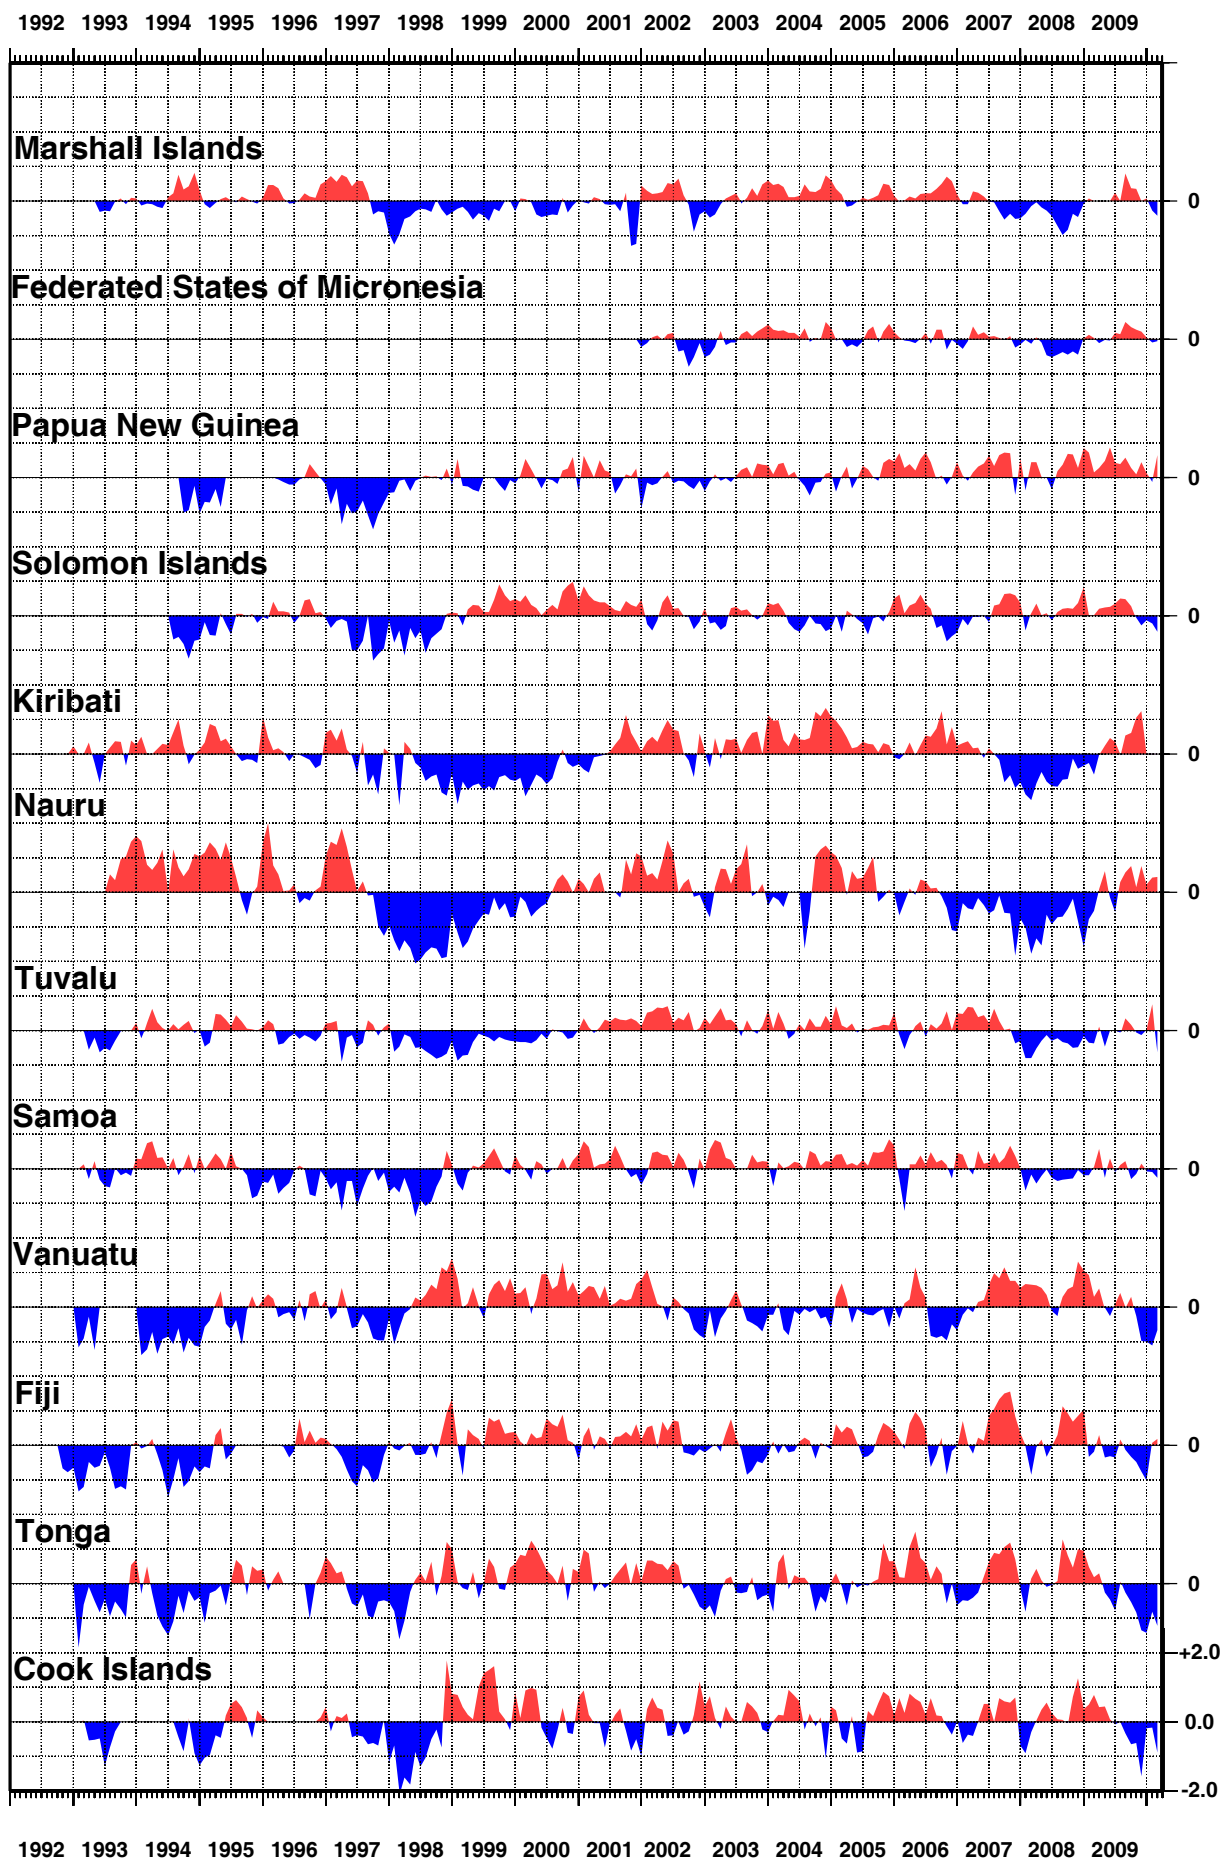 1992 1993 1994 1995 1996 1997 1998 1999 2000 2001 2002 2003 2004 2005 2006 2007 2008 2009
Marshall Islands
0
Federated States of Micronesia
0
Papua New Guinea
0
Solomon Islands
0
Kiribati
0
Nauru
0
Tuvalu
0
Samoa
0
Vanuatu
0
Fiji
0
Tonga
0
+2.0
Cook Islands
0.0
-2.0
1992 1993 1994 1995 1996 1997 1998 1999 2000 2001 2002 2003 2004 2005 2006 2007 2008 2009